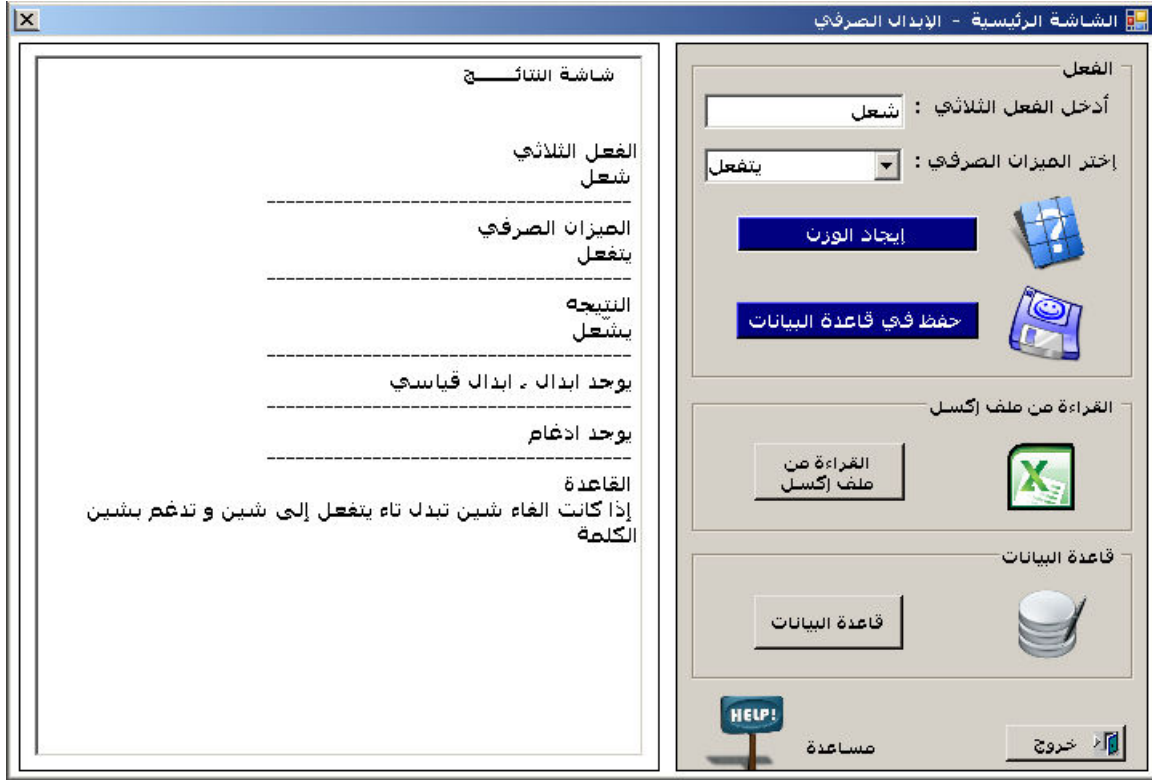 الشاشة الرئيسية - الإبدال الصرفي
الفعل
أدخل الفعل الثلاثي :
شعل
إختر الميزان الصرفي :
يتفعل
إيجاد الوزن
حفظ في قاعدة البيانات
القراءة من ملف إكسل
القراءة من
ملف إكسل
قاعدة البيانات
قاعدة البيانات
HELP!
مساعدة
خروج
شاشة النتائـــــج
الفعل الثلاثي
شعل
------------------------------------
الميزان الصرفي
يتفعل
------------------------------------
النتيجه
يشّعل
------------------------------------
يوجد ابدال ـ ابدال قياسي
------------------------------------
يوجد ادغام
------------------------------------
القاعدة
إذا كانت الفاء شين تبدل تاء يتفعل إلى شين و تدغم بشين
الكلمة